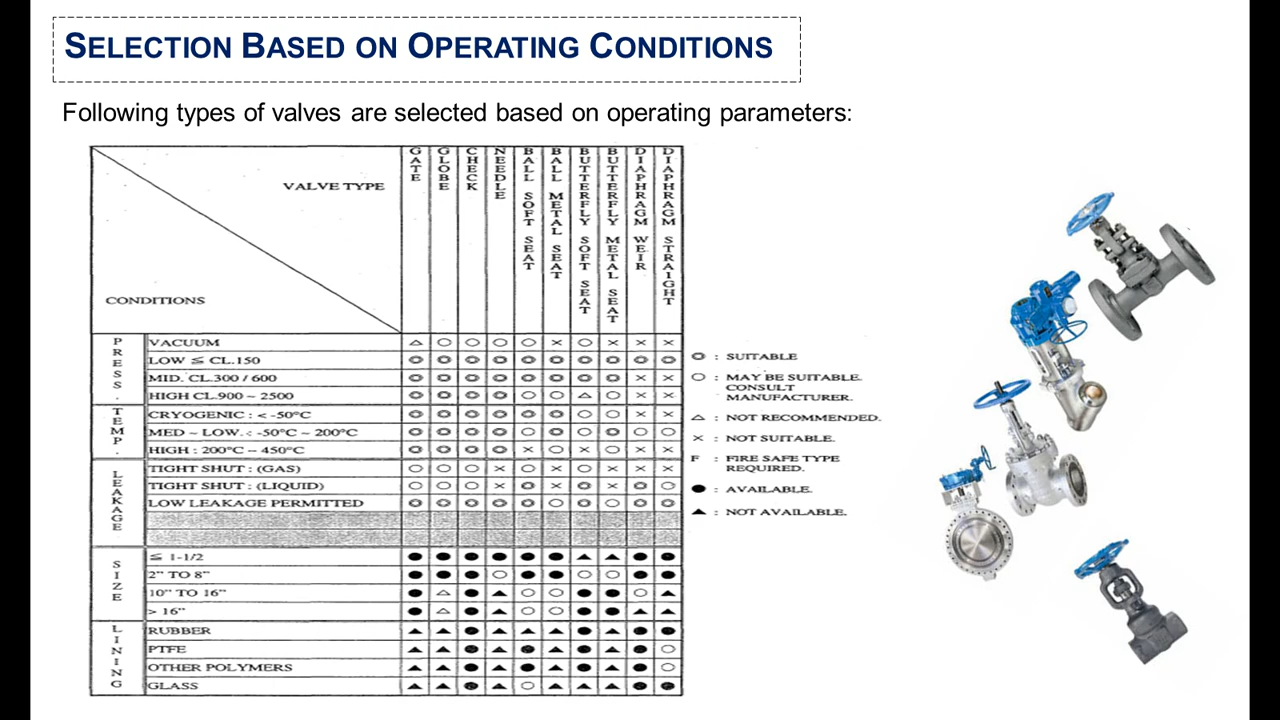 SELECTION BASED ON OPERATING CONDITIONS
Following types of valves are selected based on operating parameters:
VALVE TYPE
CONDITIONS
GATE
GLOBE
CHECK
NEEDLE
BALL SOFT SEAT
BALL METAL SEAT
BUTTERFLY SOFT SEAT
BUTTERFLY METAL SEAT
DIAPHRAGM WEIR
DIAPHRAGM STRAIGHT
PRESS.
VACUUM △ ○ ○ ○ ○ × ○ × × ×
LOW ≤ CL.150 ◎ ◎ ◎ ◎ ◎ ◎ ◎ ◎ ◎ ◎
MID. CL.300 / 600 ◎ ◎ ◎ ◎ ◎ ◎ ◎ ◎ × ×
HIGH CL.900 ~ 2500 ◎ ◎ ◎ ◎ ○ ○ △ ○ × ×
TEMP.
CRYOGENIC : < -50°C ◎ ◎ ◎ ◎ ◎ ◎ ○ ○ × ×
MED ~ LOW. < -50°C ~ 200°C ◎ ◎ ◎ ◎ ○ ◎ ○ ◎ ○ ○
HIGH : 200°C ~ 450°C ◎ ◎ ◎ ◎ × ○ × ○ × ×
LEAKAGE
TIGHT SHUT : (GAS) ○ ○ ○ × ○ × ○ × × ×
TIGHT SHUT : (LIQUID) ○ ○ ○ × ◎ × ◎ × ◎ ○
LOW LEAKAGE PERMITTED ◎ ◎ ◎ ◎ ◎ ○ ◎ ○ ◎ ◎
SIZE
≤ 1-1/2 ● ● ● ● ● ● ▲ ▲ ● ●
2" TO 8" ● ● ● ○ ● ● ○ ○ ● ●
10" TO 16" ● △ ● ▲ ○ ○ ● ● ○ ▲
> 16" ● △ ● ▲ ○ ○ ● ● ▲ ▲
LINING
RUBBER ▲ ▲ ● ▲ ▲ ▲ ● ▲ ● ●
PTFE ▲ ▲ ● ▲ ● ▲ ● ▲ ● ○
OTHER POLYMERS ▲ ▲ ● ▲ ● ▲ ● ▲ ● ○
GLASS ▲ ▲ ● ▲ ○ ▲ ▲ ▲ ● ●
◎ : SUITABLE
○ : MAY BE SUITABLE.
CONSULT
MANUFACTURER.
△ : NOT RECOMMENDED.
× : NOT SUITABLE.
F : FIRE SAFE TYPE
REQUIRED.
● : AVAILABLE.
▲ : NOT AVAILABLE.